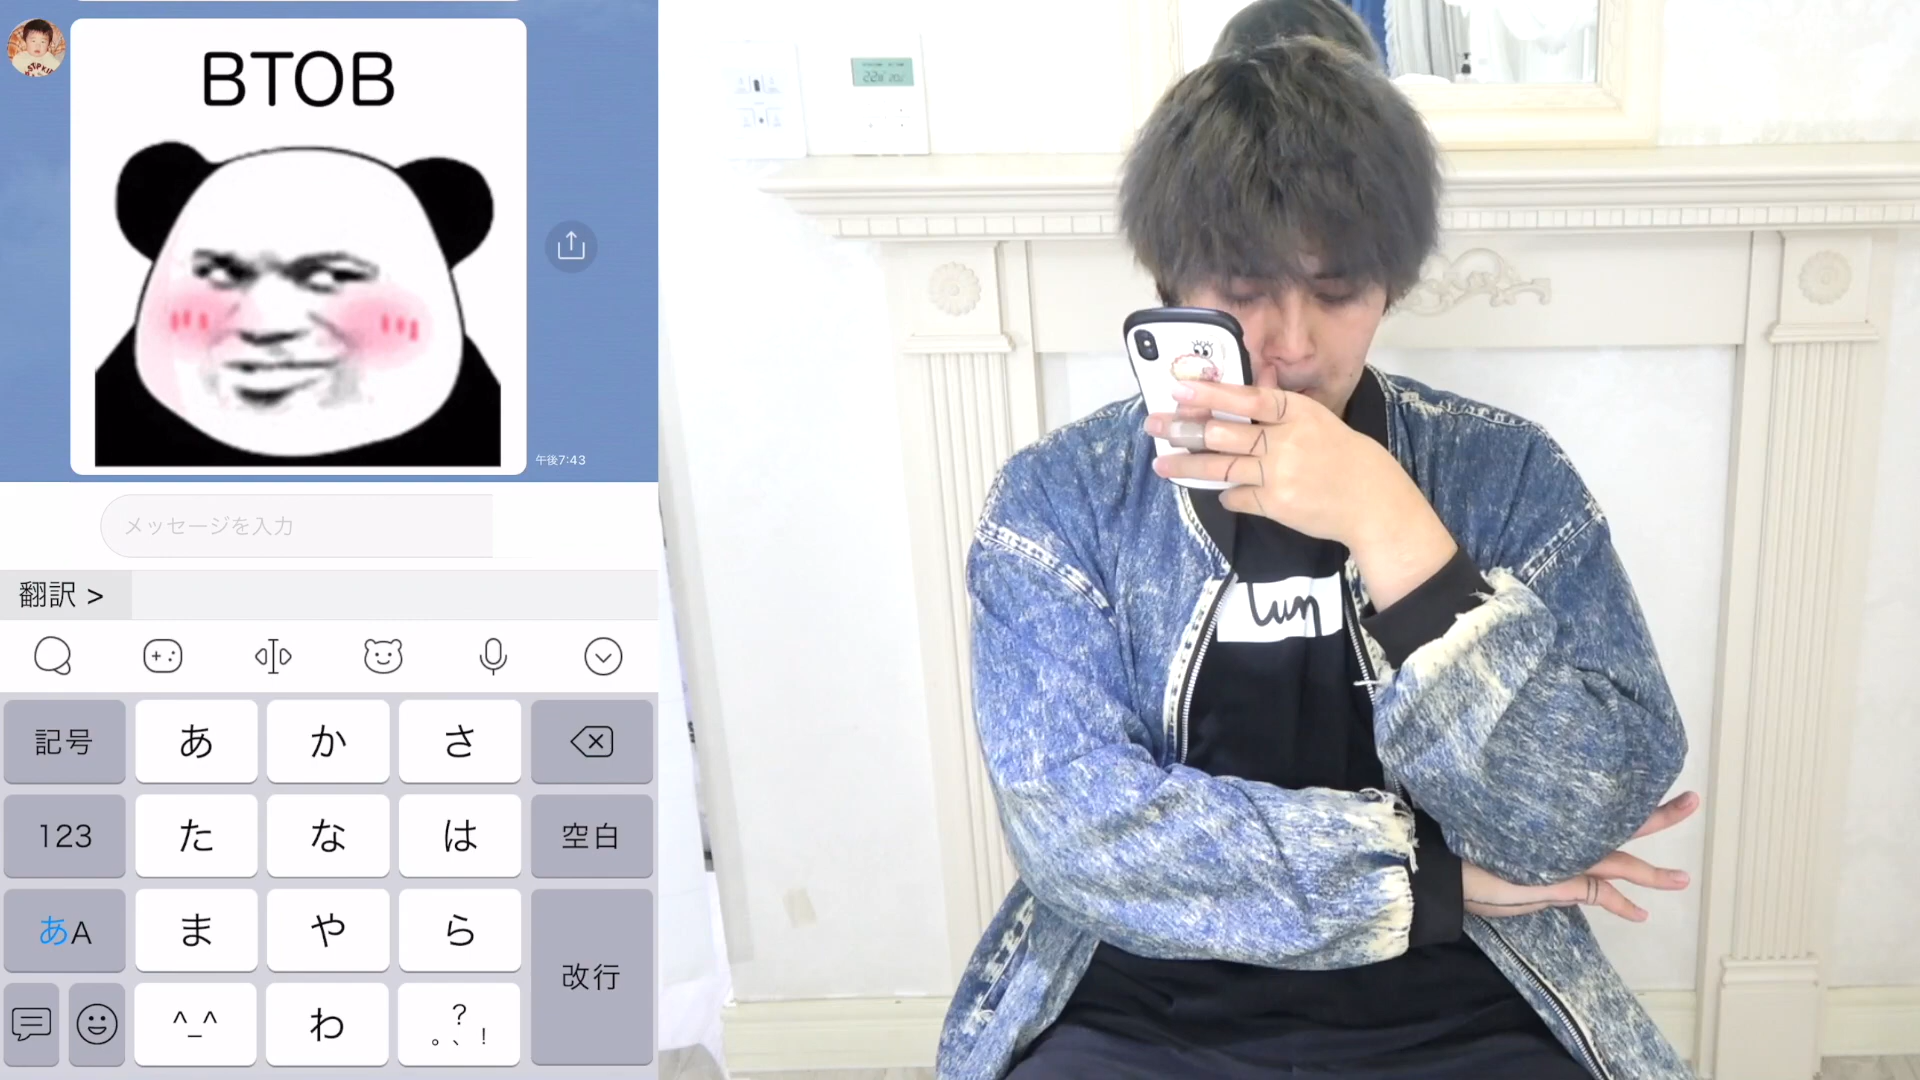 BTOB
午後7:43
メッセージを入力
翻訳 >
記号
あ
か
さ
123
た
な
は
空白
あA
ま
や
ら
改行
^_^
わ
?
。、!